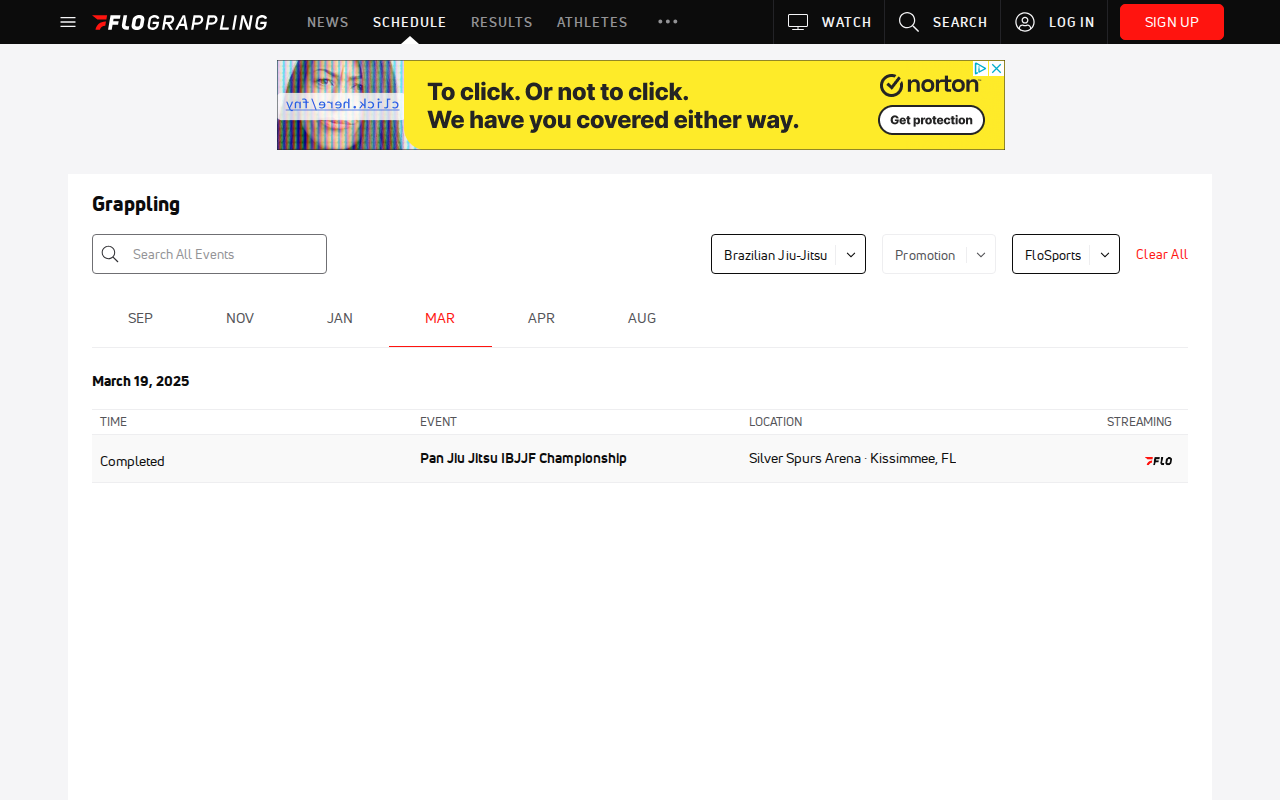 FLOGRAPPLING NEWS SCHEDULE RESULTS ATHLETES WATCH SEARCH LOG IN SIGN UP
click.here/fny
To click. Or not to click.
We have you covered either way.
norton
Get protection
Grappling
Search All Events Brazilian Jiu-Jitsu Promotion FloSports Clear All
SEP NOV JAN MAR APR AUG
March 19, 2025
TIME EVENT LOCATION STREAMING
Completed Pan Jiu Jitsu IBJJF Championship Silver Spurs Arena · Kissimmee, FL FLO